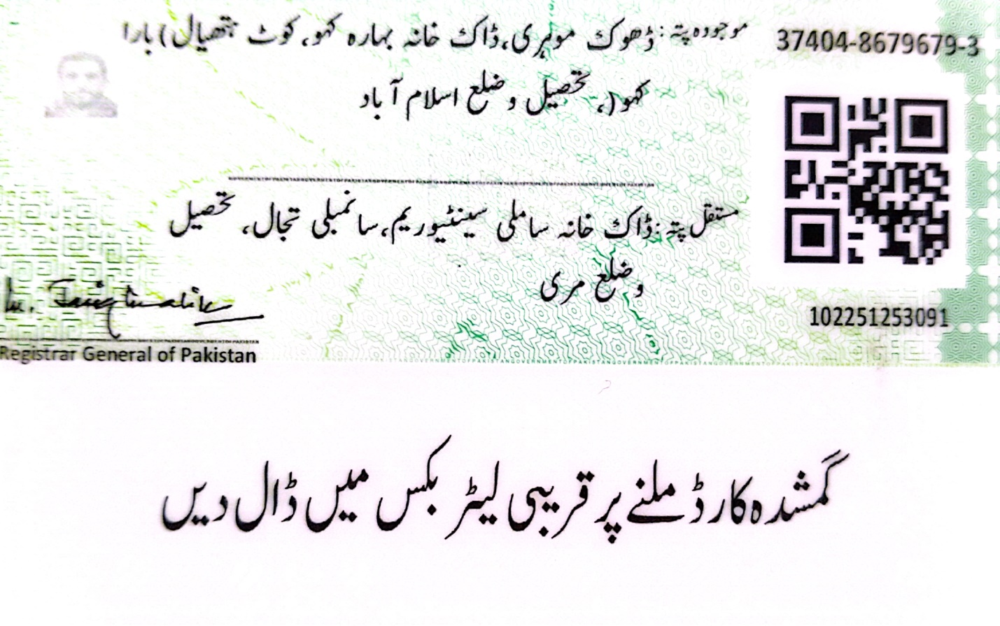 موجودہ پتہ: ڈھوک موہری، ڈاک خانہ بہارہ کہو، کوٹ ہتھیال)بارا
کہو(، تحصیل و ضلع اسلام آباد
37404-8679679-3
مستقل پتہ: ڈاک خانہ ساملی سینٹیوریم، سانمبلی تجال، تحصیل
و ضلع مری
102251253091
Registrar General of Pakistan
گمشدہ کارڈ ملنے پر قریبی لیٹر بکس میں ڈال دیں